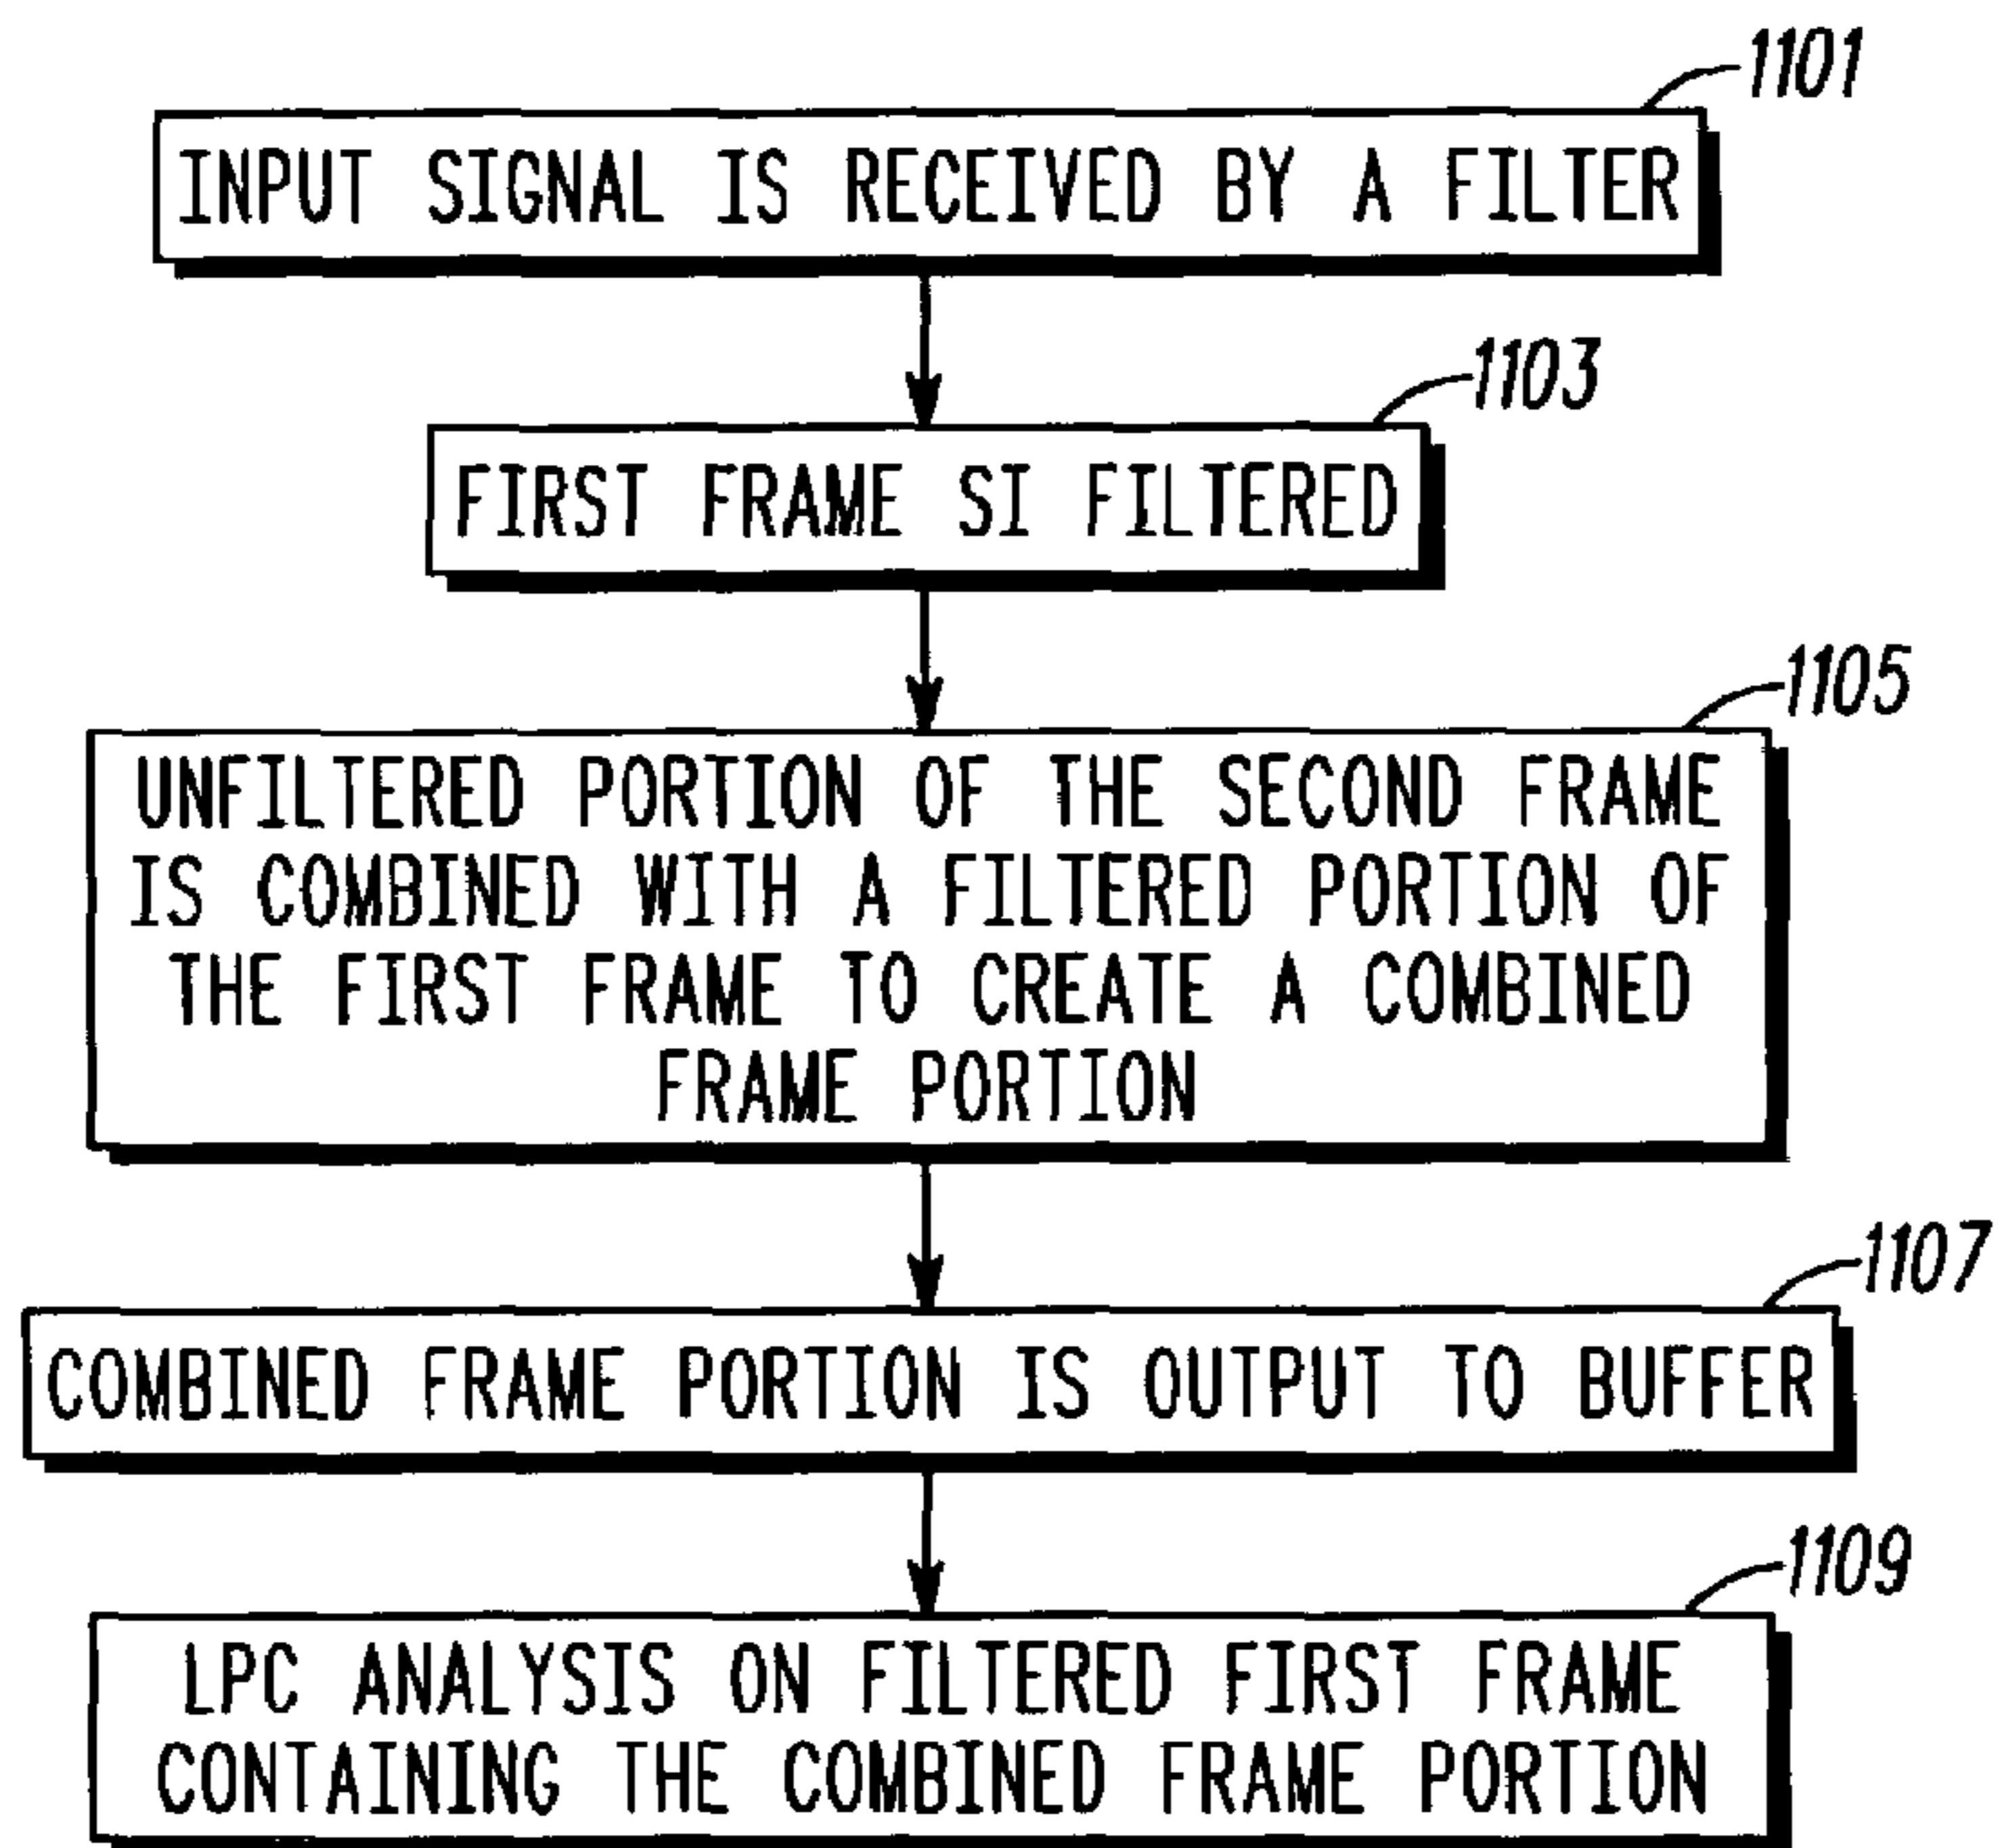 1101
INPUT SIGNAL IS RECEIVED BY A FILTER
1103
FIRST FRAME SI FILTERED
1105
UNFILTERED PORTION OF THE SECOND FRAME
IS COMBINED WITH A FILTERED PORTION OF
THE FIRST FRAME TO CREATE A COMBINED
FRAME PORTION
1107
COMBINED FRAME PORTION IS OUTPUT TO BUFFER
1109
LPC ANALYSIS ON FILTERED FIRST FRAME
CONTAINING THE COMBINED FRAME PORTION